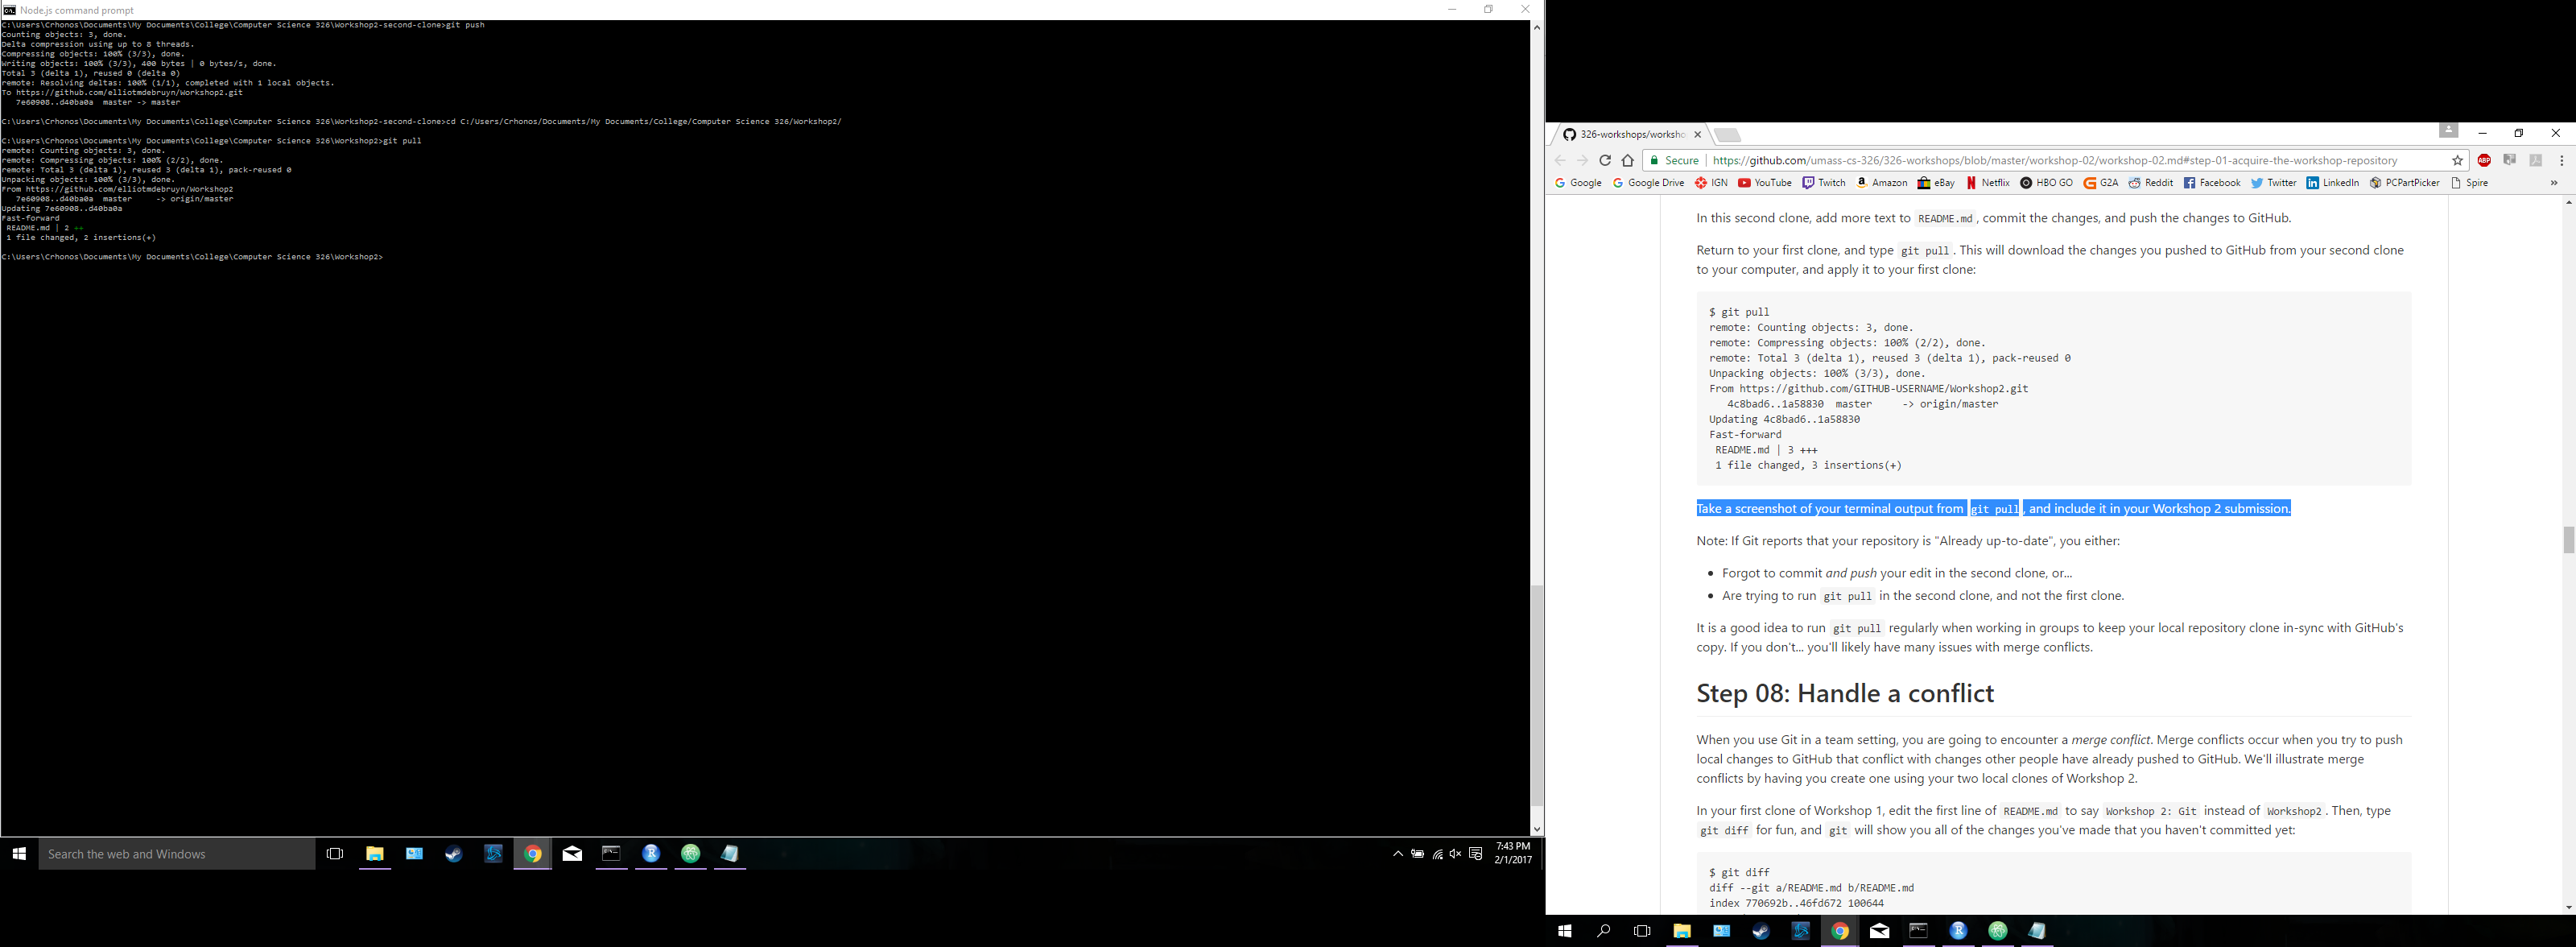 Node.js command prompt
C:\Users\Crhonos\Documents\My Documents\College\Computer Science 326\Workshop2-second-clone>git push
Counting objects: 3, done.
Delta compression using up to 8 threads.
Compressing objects: 100% (3/3), done.
Writing objects: 100% (3/3), 400 bytes | 0 bytes/s, done.
Total 3 (delta 1), reused 0 (delta 0)
remote: Resolving deltas: 100% (1/1), completed with 1 local objects.
To https://github.com/elliotmdebruyn/Workshop2.git
   7e60908..d40ba0a  master -> master
C:\Users\Crhonos\Documents\My Documents\College\Computer Science 326\Workshop2-second-clone>cd C:/Users/Crhonos/Documents/My Documents/College/Computer Science 326/Workshop2/
C:\Users\Crhonos\Documents\My Documents\College\Computer Science 326\Workshop2>git pull
remote: Counting objects: 3, done.
remote: Compressing objects: 100% (2/2), done.
remote: Total 3 (delta 1), reused 3 (delta 1), pack-reused 0
Unpacking objects: 100% (3/3), done.
From https://github.com/elliotmdebruyn/Workshop2
   7e60908..d40ba0a  master     -> origin/master
Updating 7e60908..d40ba0a
Fast-forward
 README.md | 2 ++
 1 file changed, 2 insertions(+)
C:\Users\Crhonos\Documents\My Documents\College\Computer Science 326\Workshop2>
Search the web and Windows
7:43 PM
2/1/2017
326-workshops/worksho
Secure | https://github.com/umass-cs-326/326-workshops/blob/master/workshop-02/workshop-02.md#step-01-acquire-the-workshop-repository
ABP
Google Google Drive IGN YouTube Twitch Amazon eBay Netflix HBO GO G2A Reddit Facebook Twitter LinkedIn PCPartPicker Spire »
In this second clone, add more text to README.md, commit the changes, and push the changes to GitHub.
Return to your first clone, and type git pull. This will download the changes you pushed to GitHub from your second clone
to your computer, and apply it to your first clone:
$ git pull
remote: Counting objects: 3, done.
remote: Compressing objects: 100% (2/2), done.
remote: Total 3 (delta 1), reused 3 (delta 1), pack-reused 0
Unpacking objects: 100% (3/3), done.
From https://github.com/GITHUB-USERNAME/Workshop2.git
   4c8bad6..1a58830  master     -> origin/master
Updating 4c8bad6..1a58830
Fast-forward
 README.md | 3 +++
 1 file changed, 3 insertions(+)
Take a screenshot of your terminal output from git pull, and include it in your Workshop 2 submission.
Note: If Git reports that your repository is "Already up-to-date", you either:
• Forgot to commit and push your edit in the second clone, or...
• Are trying to run git pull in the second clone, and not the first clone.
It is a good idea to run git pull regularly when working in groups to keep your local repository clone in-sync with GitHub's
copy. If you don't... you'll likely have many issues with merge conflicts.
Step 08: Handle a conflict
When you use Git in a team setting, you are going to encounter a merge conflict. Merge conflicts occur when you try to push
local changes to GitHub that conflict with changes other people have already pushed to GitHub. We'll illustrate merge
conflicts by having you create one using your two local clones of Workshop 2.
In your first clone of Workshop 1, edit the first line of README.md to say Workshop 2: Git instead of Workshop2. Then, type
git diff for fun, and git will show you all of the changes you've made that you haven't committed yet:
$ git diff
diff --git a/README.md b/README.md
index 770692b..46fd672 100644